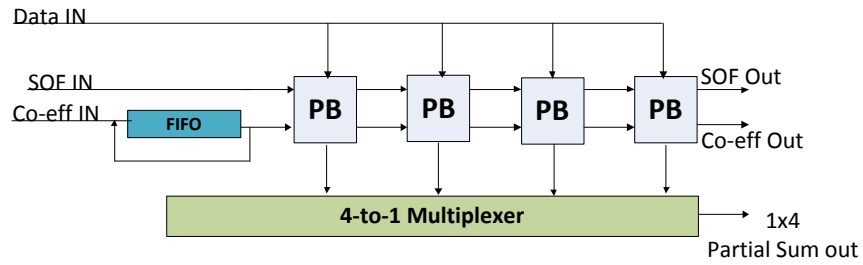 Data IN
SOF IN
Co-eff IN
FIFO
PB
PB
PB
PB
SOF Out
Co-eff Out
4-to-1 Multiplexer
1x4
Partial Sum out